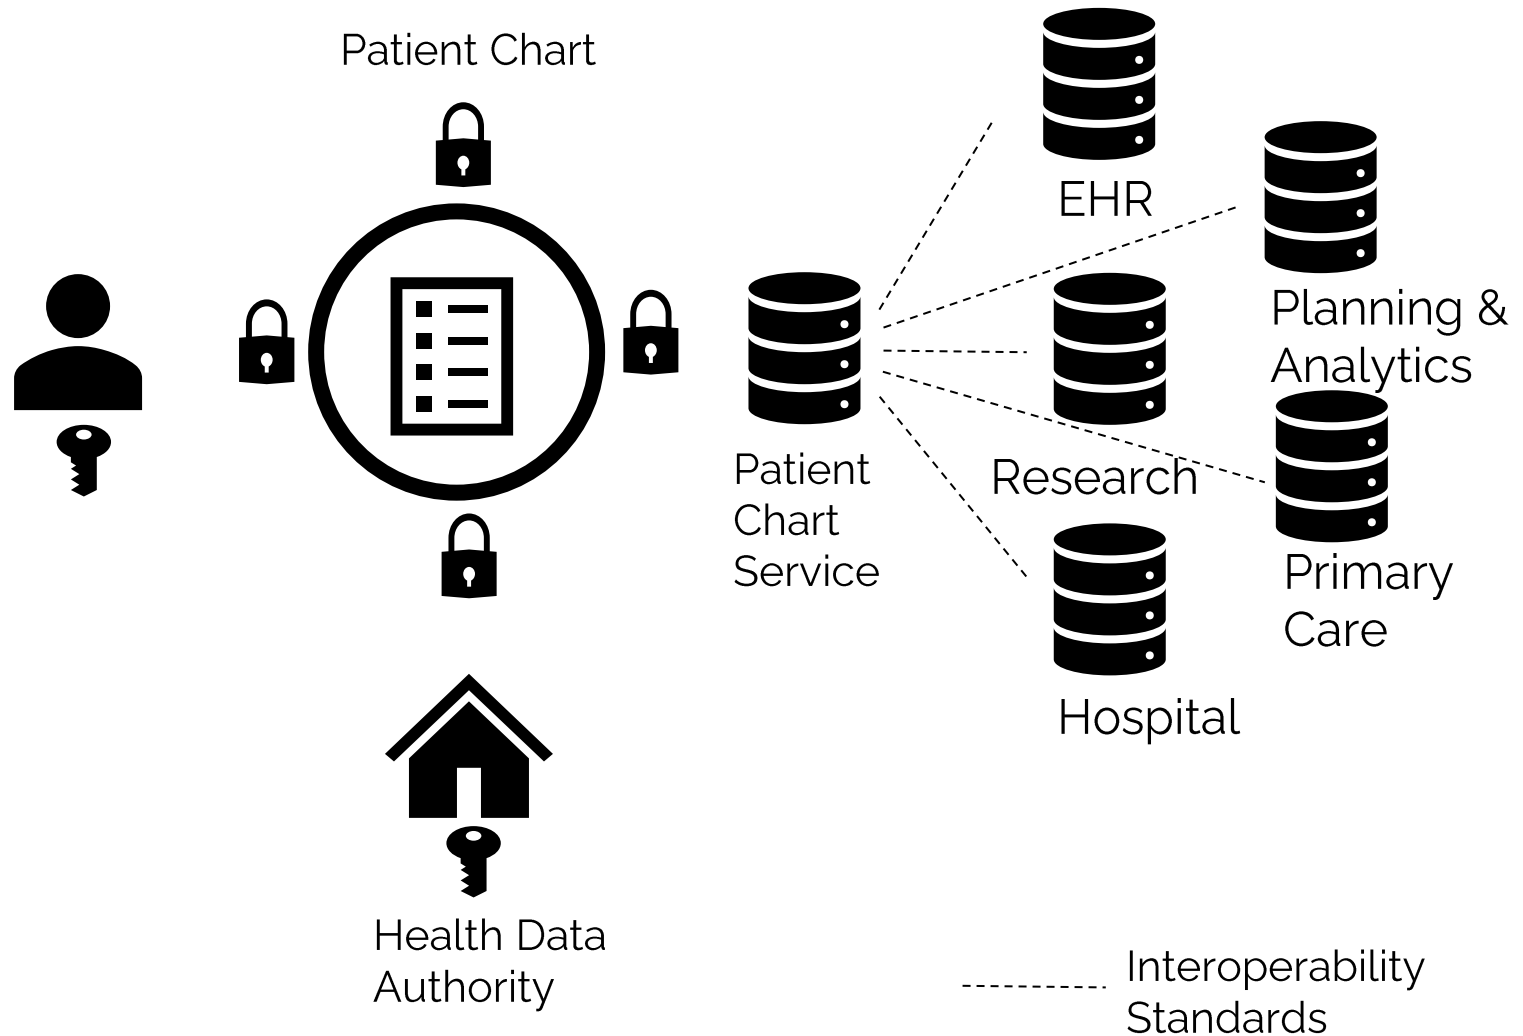 Patient Chart
EHR
Planning &
Analytics
Patient
Chart
Service
Research
Primary
Care
Hospital
Health Data
Authority
Interoperability
Standards